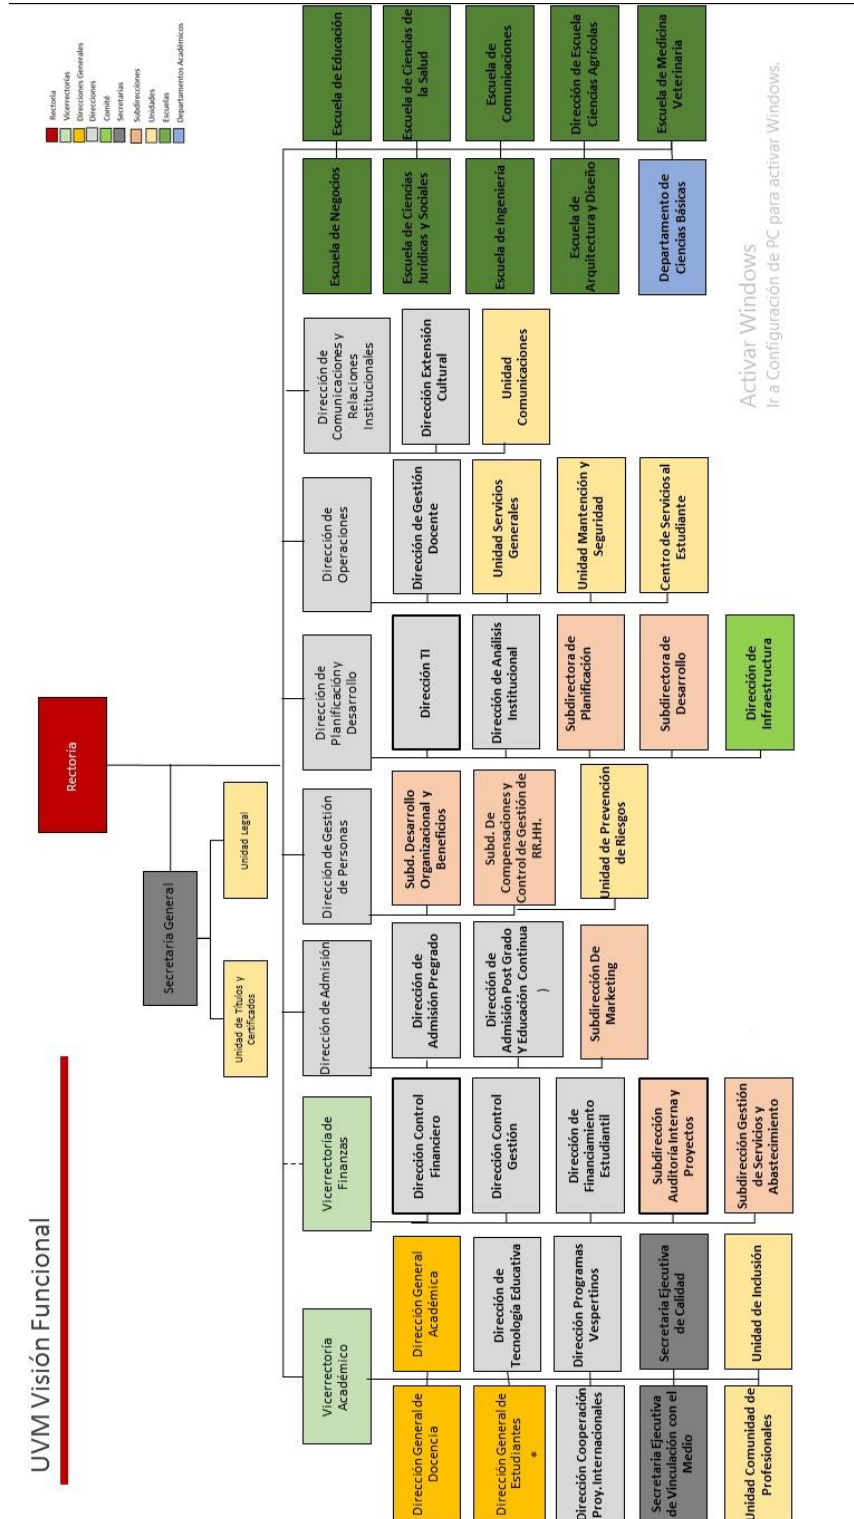 UVM Visión Funcional
Rectoría
Vicerrectorías
Direcciones Generales
Direcciones
Comité
Secretarías
Subdirecciones
Unidades
Escuelas
Departamentos Académicos
Rectoría
Secretaría General
Unidad de Títulos y
Certificados
Unidad Legal
Vicerrectoría
Académico
Dirección General de
Docencia
Dirección General
Académica
Dirección General de
Estudiantes
*
Dirección de
Tecnología Educativa
Dirección Cooperación
Proy. Internacionales
Dirección Programas
Vespertinos
Secretaria Ejecutiva
de Vinculación con el
Medio
Secretaria Ejecutiva
de Calidad
Unidad Comunidad de
Profesionales
Unidad de Inclusión
Vicerrectoría de
Finanzas
Dirección Control
Financiero
Dirección Control
Gestión
Dirección de
Financiamiento
Estudiantil
Subdirección
Auditoría Interna y
Proyectos
Subdirección Gestión
de Servicios y
Abastecimiento
Dirección de Admisión
Dirección de
Admisión Pregrado
Dirección de
Admisión Post Grado
Y Educación Continua
)
Subdirección De
Marketing
Dirección de Gestión
de Personas
Subd. Desarrollo
Organizacional y
Beneficios
Subd. De
Compensaciones y
Control de Gestión de
RR.HH.
Unidad de Prevención
de Riesgos
Dirección de
Planificación y
Desarrollo
Dirección TI
Dirección de Análisis
Institucional
Subdirectora de
Planificación
Subdirectora de
Desarrollo
Dirección de
Infraestructura
Dirección de
Operaciones
Dirección de Gestión
Docente
Unidad Servicios
Generales
Unidad Mantención y
Seguridad
Centro de Servicios al
Estudiante
Dirección de
Comunicaciones y
Relaciones
Institucionales
Dirección Extensión
Cultural
Unidad
Comunicaciones
Escuela de Negocios
Escuela de Educación
Escuela de Ciencias
Jurídicas y Sociales
Escuela de Ciencias de
la Salud
Escuela de Ingeniería
Escuela de
Comunicaciones
Escuela de
Arquitectura y Diseño
Dirección de Escuela
Ciencias Agrícolas
Departamento de
Ciencias Básicas
Escuela de Medicina
Veterinaria
Activar Windows
Ir a Configuración de PC para activar Windows.